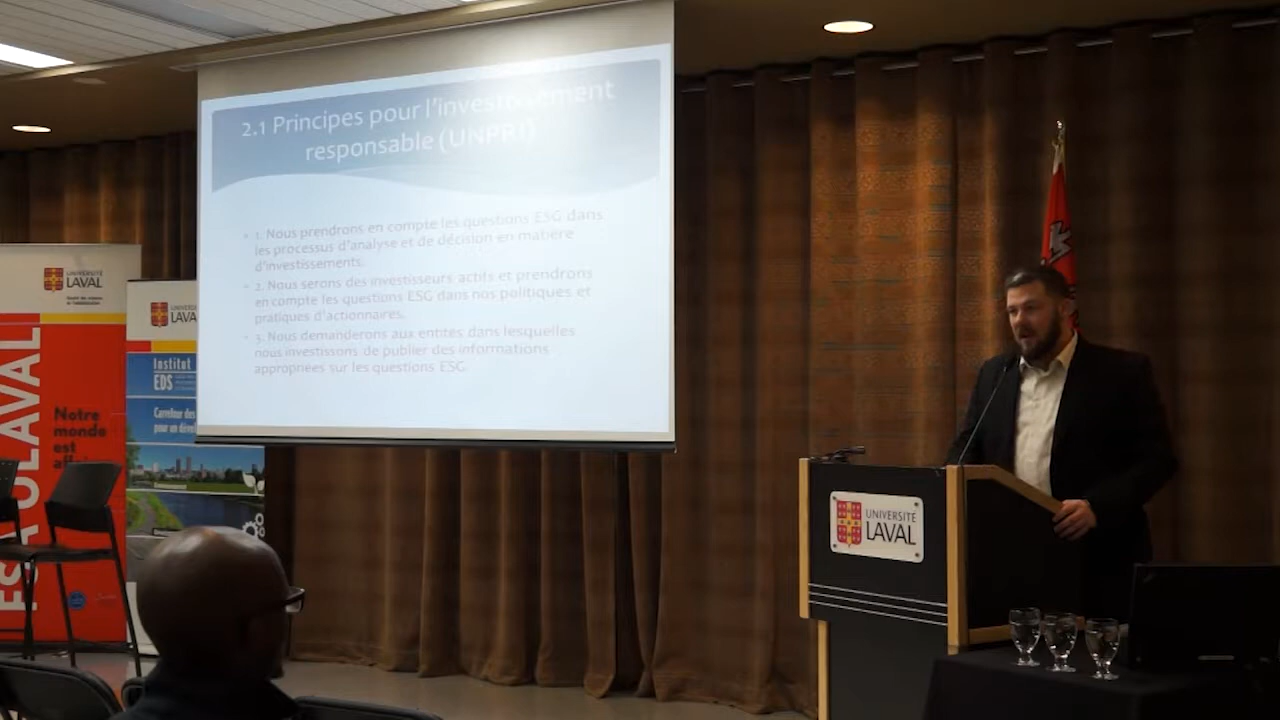 2.1 Principes pour l'investissement
responsable (UNPRI)
1. Nous prendrons en compte les questions ESG dans
les processus d'analyse et de décision en matière
d'investissements.
2. Nous serons des investisseurs actifs et prendrons
en compte les questions ESG dans nos politiques et
pratiques d'actionnaires.
3. Nous demanderons aux entités dans lesquelles
nous investissons de publier des informations
appropriées sur les questions ESG.
UNIVERSITÉ
LAVAL
ULAVAL
Notre
monde
est
UNIVERSITÉ
LAVA
Institut
EDS
Carrefour des
pour un
UNIVERSITÉ
LAVAL